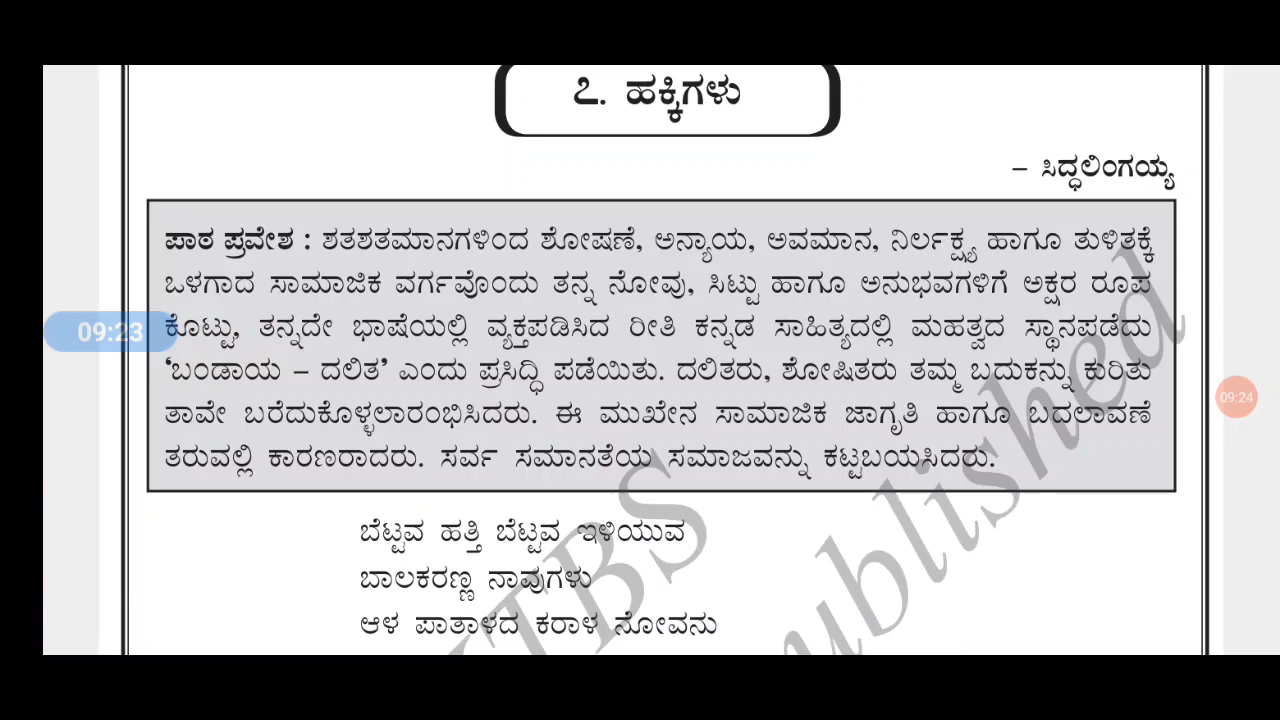 ೭. ಹಕ್ಕಿಗಳು
– ಸಿದ್ಧಲಿಂಗಯ್ಯ
ಪಾಠ ಪ್ರವೇಶ : ಶತಶತಮಾನಗಳಿಂದ ಶೋಷಣೆ, ಅನ್ಯಾಯ, ಅವಮಾನ, ನಿರ್ಲಕ್ಷ್ಯ ಹಾಗೂ ತುಳಿತಕ್ಕೆ
ಒಳಗಾದ ಸಾಮಾಜಿಕ ವರ್ಗವೊಂದು ತನ್ನ ನೋವು, ಸಿಟ್ಟು ಹಾಗೂ ಅನುಭವಗಳಿಗೆ ಅಕ್ಷರ ರೂಪ
09:23 ಕೊಟ್ಟು, ತನ್ನದೇ ಭಾಷೆಯಲ್ಲಿ ವ್ಯಕ್ತಪಡಿಸಿದ ರೀತಿ ಕನ್ನಡ ಸಾಹಿತ್ಯದಲ್ಲಿ ಮಹತ್ವದ ಸ್ಥಾನಪಡೆದು
‘ಬಂಡಾಯ – ದಲಿತ’ ಎಂದು ಪ್ರಸಿದ್ಧಿ ಪಡೆಯಿತು. ದಲಿತರು, ಶೋಷಿತರು ತಮ್ಮ ಬದುಕನ್ನು ಕುರಿತು
09:24
ತಾವೇ ಬರೆದುಕೊಳ್ಳಲಾರಂಭಿಸಿದರು. ಈ ಮುಖೇನ ಸಾಮಾಜಿಕ ಜಾಗೃತಿ ಹಾಗೂ ಬದಲಾವಣೆ
ತರುವಲ್ಲಿ ಕಾರಣರಾದರು. ಸರ್ವ ಸಮಾನತೆಯ ಸಮಾಜವನ್ನು ಕಟ್ಟಬಯಸಿದರು.
ಬೆಟ್ಟವ ಹತ್ತಿ ಬೆಟ್ಟವ ಇಳಿಯುವ
ಬಾಲಕರಣ್ಣ ನಾವುಗಳು
ಆಳ ಪಾತಾಳದ ಕರಾಳ ನೋವನು
KTBS
ublished